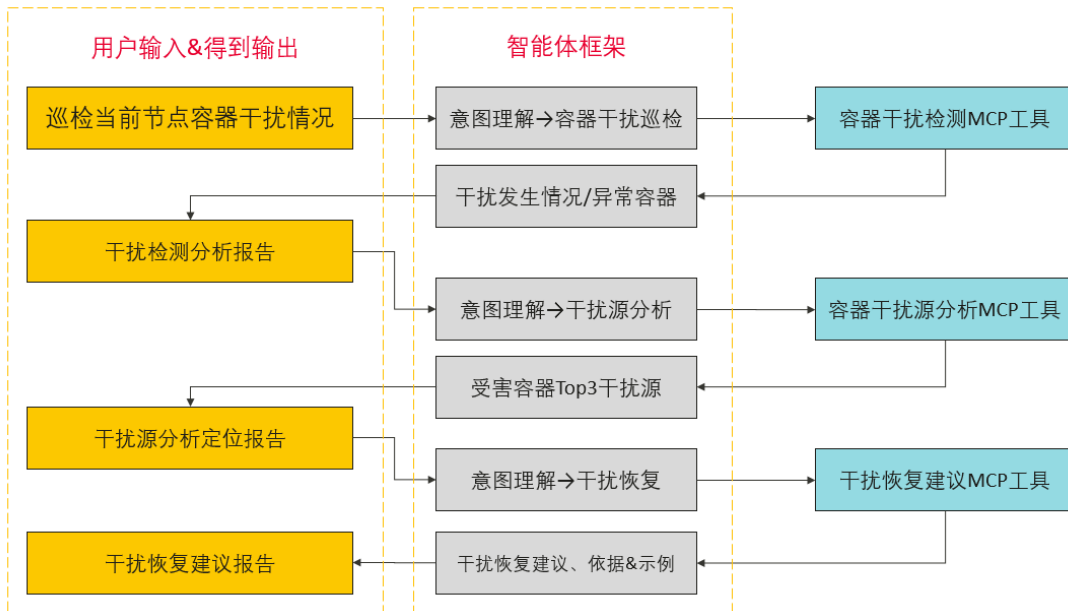 用户输入&得到输出
智能体框架
巡检当前节点容器干扰情况
意图理解→容器干扰巡检
容器干扰检测MCP工具
干扰发生情况/异常容器
干扰检测分析报告
意图理解→干扰源分析
容器干扰源分析MCP工具
受害容器Top3干扰源
干扰源分析定位报告
意图理解→干扰恢复
干扰恢复建议MCP工具
干扰恢复建议报告
干扰恢复建议、依据&示例